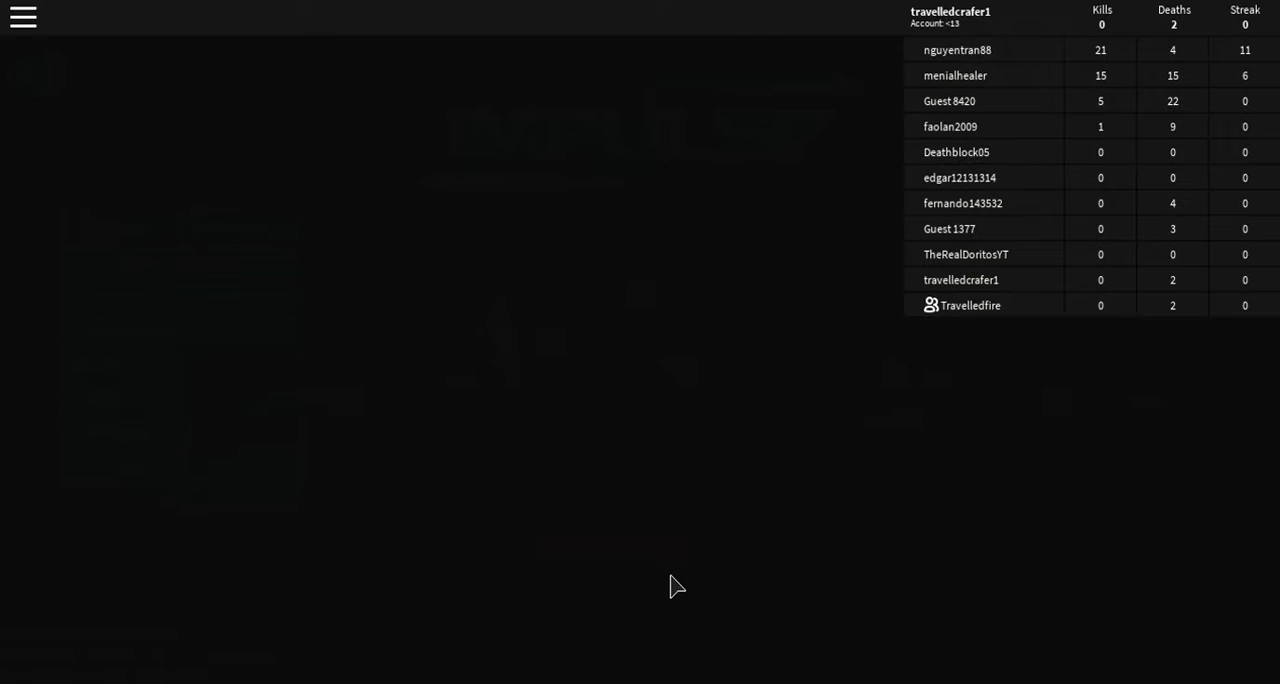 travelledcrafer1 Kills Deaths Streak
Account: <13 0 2 0
nguyentran88 21 4 11
menialhealer 15 15 6
Guest 8420 5 22 0
faolan2009 1 9 0
Deathblock05 0 0 0
edgar12131314 0 0 0
fernando143532 0 4 0
Guest 1377 0 3 0
TheRealDoritosYT 0 0 0
travelledcrafer1 0 2 0
Travelledfire 0 2 0